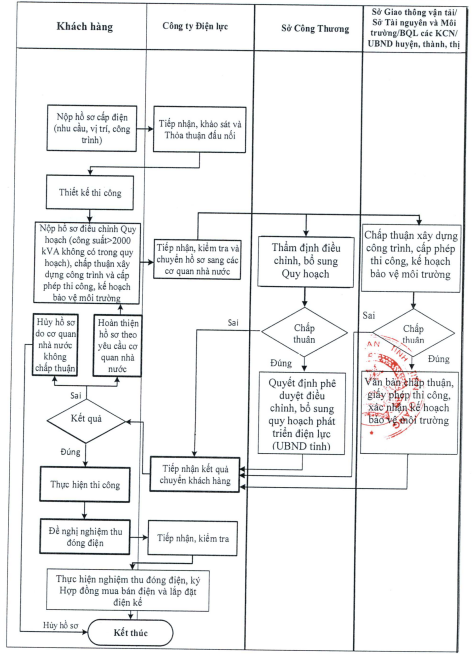 Khách hàng
Công ty Điện lực
Sở Công Thương
Sở Giao thông vận tải/
Sở Tài nguyên và Môi
trường/BQL các KCN/
UBND huyện, thành, thị
Nộp hồ sơ cấp điện
(nhu cầu, vị trí, công
trình)
Tiếp nhận, khảo sát và
Thỏa thuận đấu nối
Thiết kế thi công
Nộp hồ sơ điều chỉnh Quy
hoạch (công suất>2000
kVA không có trong quy
hoạch), chấp thuận xây
dựng công trình và cấp
phép thi công, kế hoạch
bảo vệ môi trường
Tiếp nhận, kiểm tra và
chuyển hồ sơ sang các
cơ quan nhà nước
Thẩm định điều
chỉnh, bổ sung
Quy hoạch
Chấp thuận xây dựng
công trình, cấp phép
thi công, kế hoạch
bảo vệ môi trường
Hủy hồ sơ
do cơ quan
nhà nước
không
chấp thuận
Hoàn thiện
hồ sơ theo
yêu cầu cơ
quan nhà
nước
Sai
Chấp
thuân
Đúng
Sai
Chấp
thuận
Đúng
Quyết định phê
duyệt điều
chỉnh, bổ sung
quy hoạch phát
triển điện lực
(UBND tỉnh)
Văn bản chấp thuận,
giấy phép thi công,
xác nhận kế hoạch
bảo vệ môi trường
Sai
Kết quả
Đúng
Tiếp nhận kết quả
chuyển khách hàng
Thực hiện thi công
Đề nghị nghiệm thu
đóng điện
Tiếp nhận, kiểm tra
Thực hiện nghiệm thu đóng điện, ký
Hợp đồng mua bán điện và lắp đặt
điện kế
Hủy hồ sơ
Kết thúc